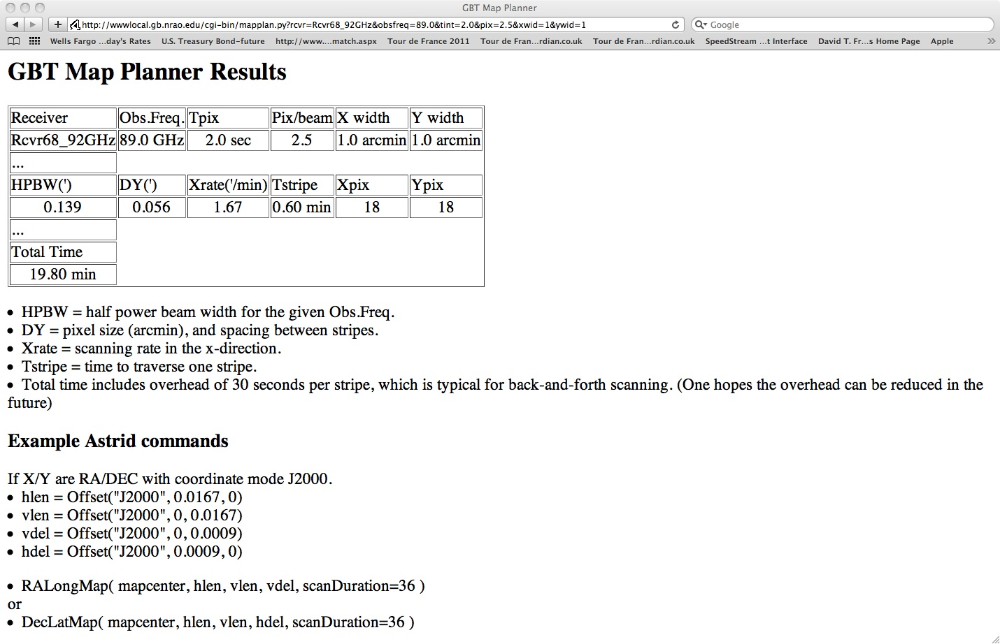 GBT Map Planner
http://wwwlocal.gb.nrao.edu/cgi-bin/mapplan.py?rcvr=Rcvr68_92GHz&obsfreq=89.0&tint=2.0&pix=2.5&xwid=1&ywid=1 Google
Wells Fargo ...day's Rates U.S. Treasury Bond-future http://www....match.aspx Tour de France 2011 Tour de Fran...rdian.co.uk Tour de Fran...rdian.co.uk SpeedStream ...t Interface David T. Fr...s Home Page Apple
GBT Map Planner Results
Receiver Obs.Freq. Tpix Pix/beam X width Y width
Rcvr68_92GHz 89.0 GHz 2.0 sec 2.5 1.0 arcmin 1.0 arcmin
...
HPBW(') DY(') Xrate('/min) Tstripe Xpix Ypix
0.139 0.056 1.67 0.60 min 18 18
...
Total Time
19.80 min
• HPBW = half power beam width for the given Obs.Freq.
• DY = pixel size (arcmin), and spacing between stripes.
• Xrate = scanning rate in the x-direction.
• Tstripe = time to traverse one stripe.
• Total time includes overhead of 30 seconds per stripe, which is typical for back-and-forth scanning. (One hopes the overhead can be reduced in the
future)
Example Astrid commands
If X/Y are RA/DEC with coordinate mode J2000.
• hlen = Offset("J2000", 0.0167, 0)
• vlen = Offset("J2000", 0, 0.0167)
• vdel = Offset("J2000", 0, 0.0009)
• hdel = Offset("J2000", 0.0009, 0)
• RALongMap( mapcenter, hlen, vlen, vdel, scanDuration=36 )
or
• DecLatMap( mapcenter, hlen, vlen, hdel, scanDuration=36 )